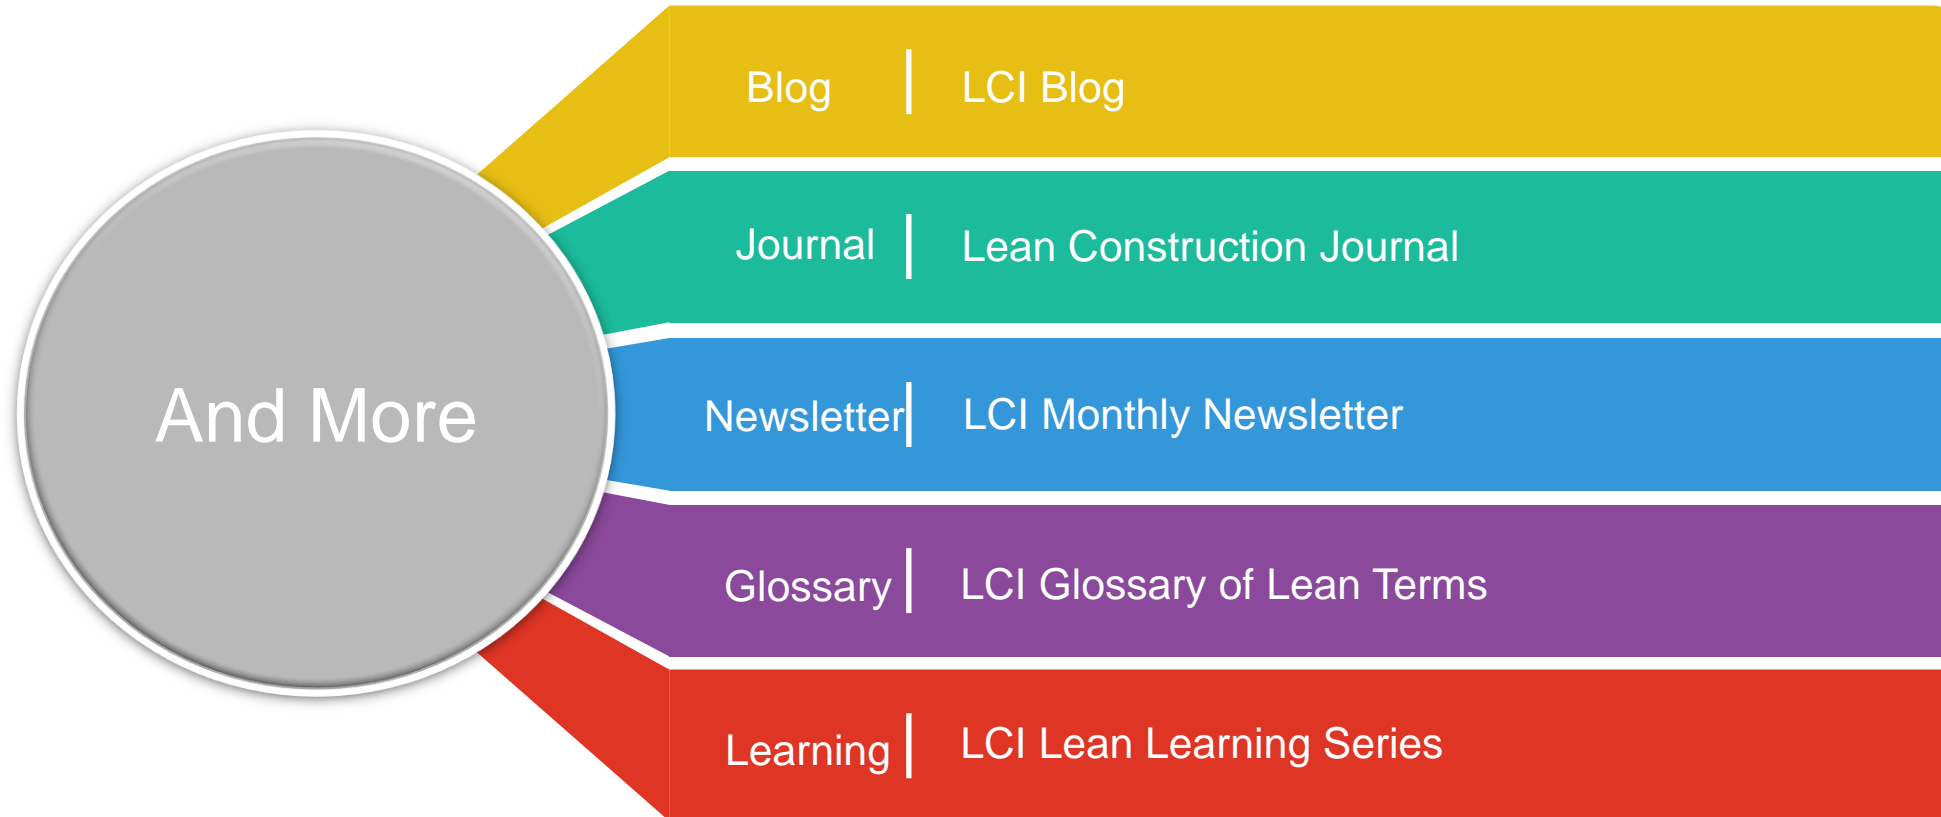 And More
Blog | LCI Blog
Journal | Lean Construction Journal
Newsletter | LCI Monthly Newsletter
Glossary | LCI Glossary of Lean Terms
Learning | LCI Lean Learning Series